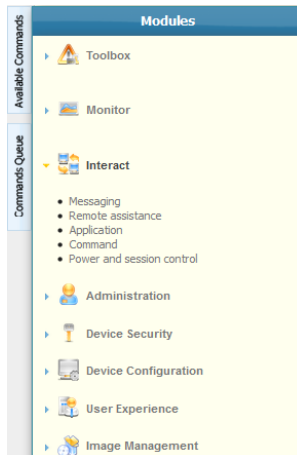 Available Commands
Commands Queue
Modules
Toolbox
Monitor
Interact
Messaging
Remote assistance
Application
Command
Power and session control
Administration
Device Security
Device Configuration
User Experience
Image Management